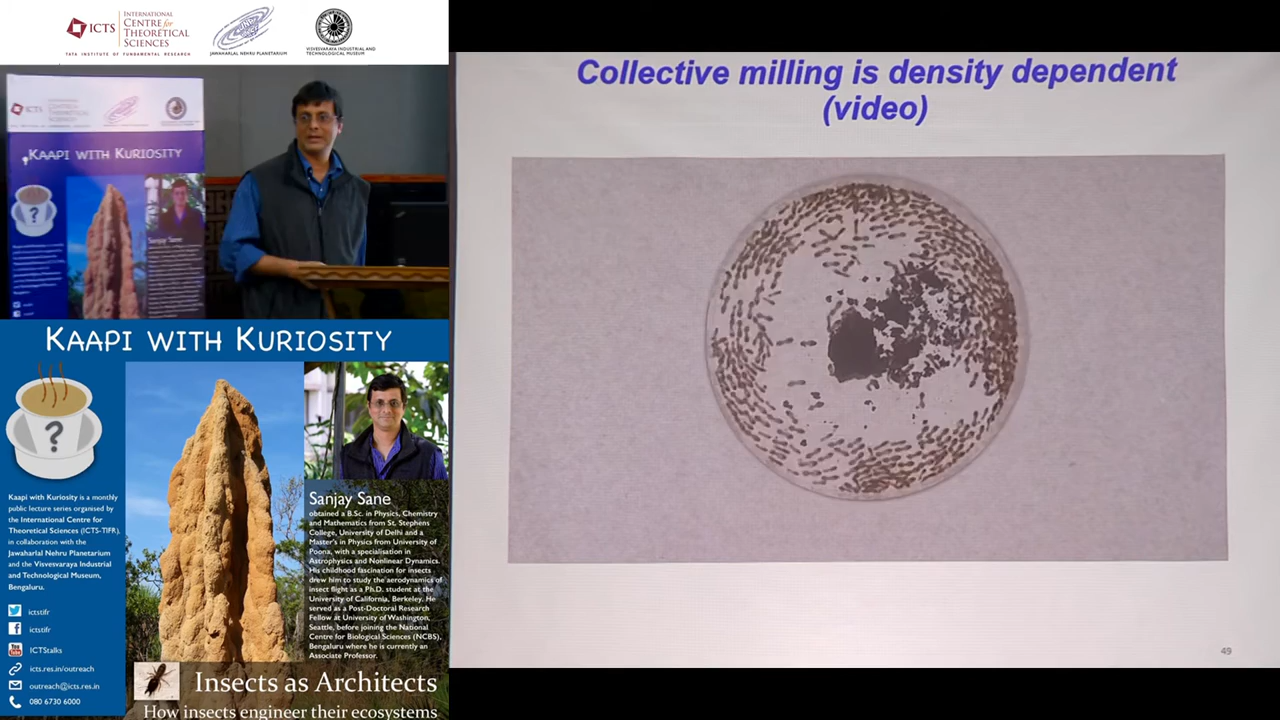 ICTS
INTERNATIONAL
CENTRE for
THEORETICAL
SCIENCES
TATA INSTITUTE OF FUNDAMENTAL RESEARCH
JAWAHARLAL NEHRU PLANETARIUM
VISVESVARAYA INDUSTRIAL AND
TECHNOLOGICAL MUSEUM
ICTS
KAAPI WITH KURIOSITY
?
Sanjay Sane
KAAPI WITH KURIOSITY
?
Kaapi with Kuriosity is a monthly
public lecture series organised by
the International Centre for
Theoretical Sciences (ICTS-TIFR),
in collaboration with the
Jawaharlal Nehru Planetarium
and the Visvesvaraya Industrial
and Technological Museum,
Bengaluru.
ictstifr
ictstifr
You Tube
ICTStalks
icts.res.in/outreach
outreach@icts.res.in
080 6730 6000
Sanjay Sane
obtained a B.Sc. in Physics, Chemistry
and Mathematics from St. Stephens
College, University of Delhi and a
Master's in Physics from University of
Poona, with a specialisation in
Astrophysics and Nonlinear Dynamics.
His childhood fascination for insects
drew him to study the aerodynamics of
insect flight as a Ph.D. student at the
University of California, Berkeley. He
served as a Post-Doctoral Research
Fellow at University of Washington,
Seattle, before joining the National
Centre for Biological Sciences (NCBS),
Bengaluru where he is currently an
Associate Professor.
Insects as Architects
How insects engineer their ecosystems
Collective milling is density dependent
(video)
49